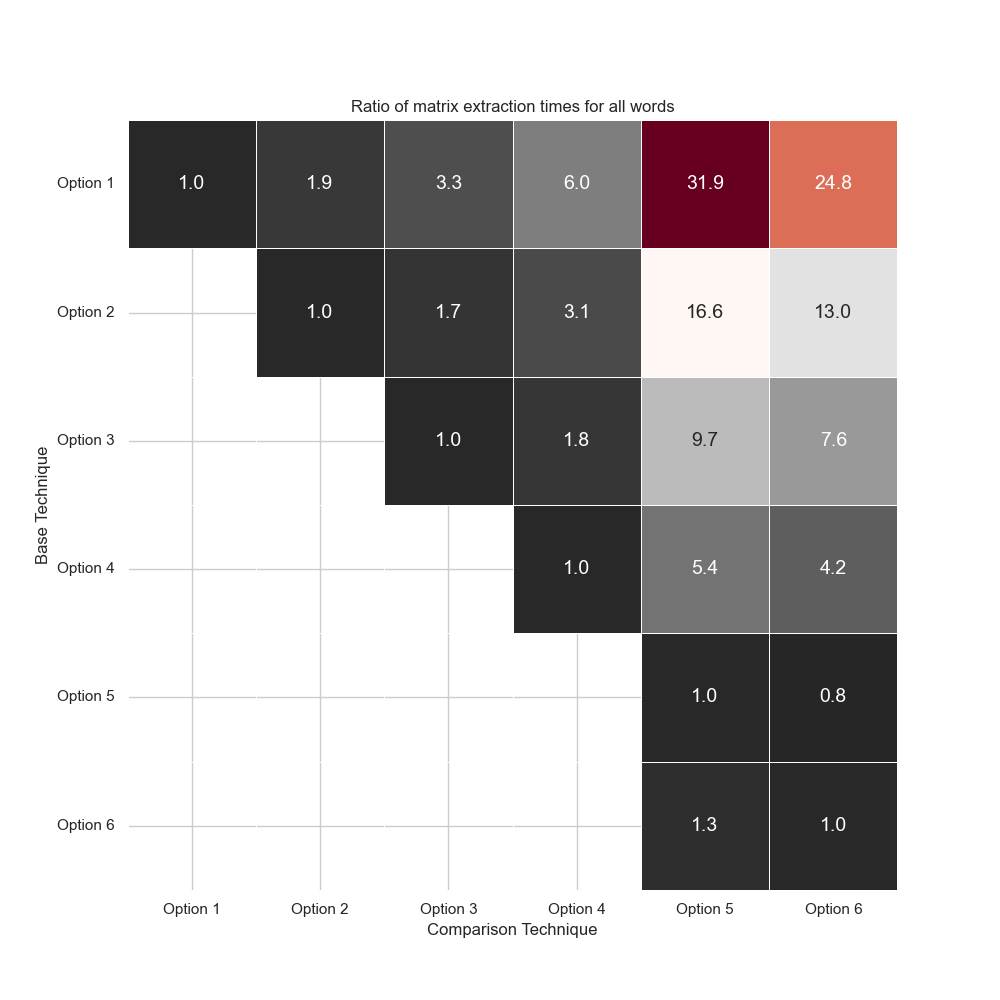 Ratio of matrix extraction times for all words
Option 1 1.0 1.9 3.3 6.0 31.9 24.8
Option 2 1.0 1.7 3.1 16.6 13.0
Option 3 1.0 1.8 9.7 7.6
Option 4 1.0 5.4 4.2
Option 5 1.0 0.8
Option 6 1.3 1.0
Base Technique
Option 1 Option 2 Option 3 Option 4 Option 5 Option 6
Comparison Technique